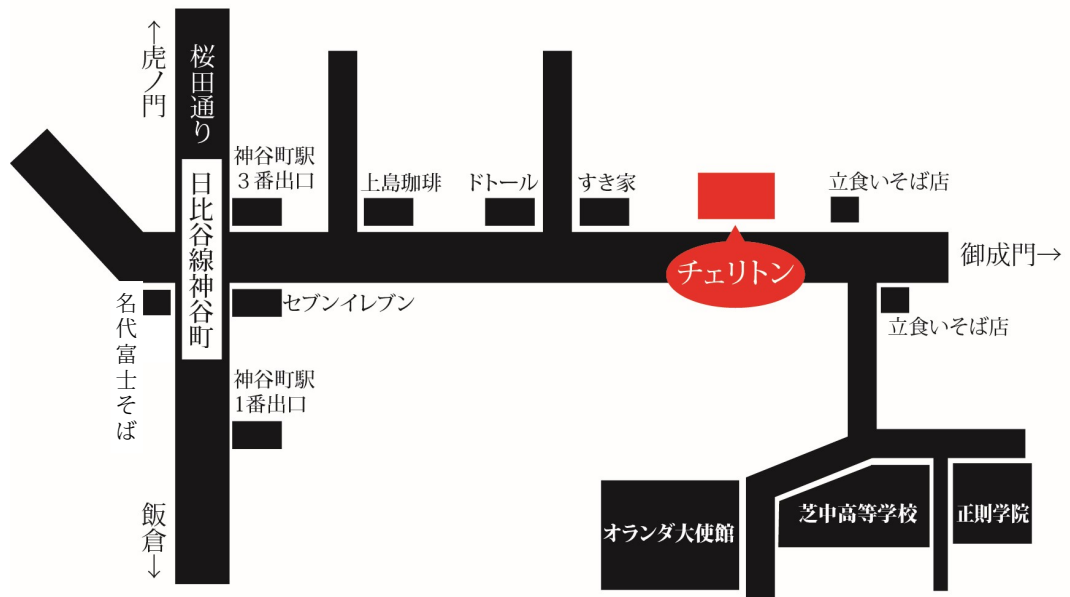 ↑虎ノ門
桜田通り
日比谷線神谷町
神谷町駅
３番出口
上島珈琲
ドトール
すき家
立食いそば店
チェリトン
御成門→
名代富士そば
セブンイレブン
立食いそば店
神谷町駅
1番出口
飯倉↓
オランダ大使館
芝中高等学校
正則学院